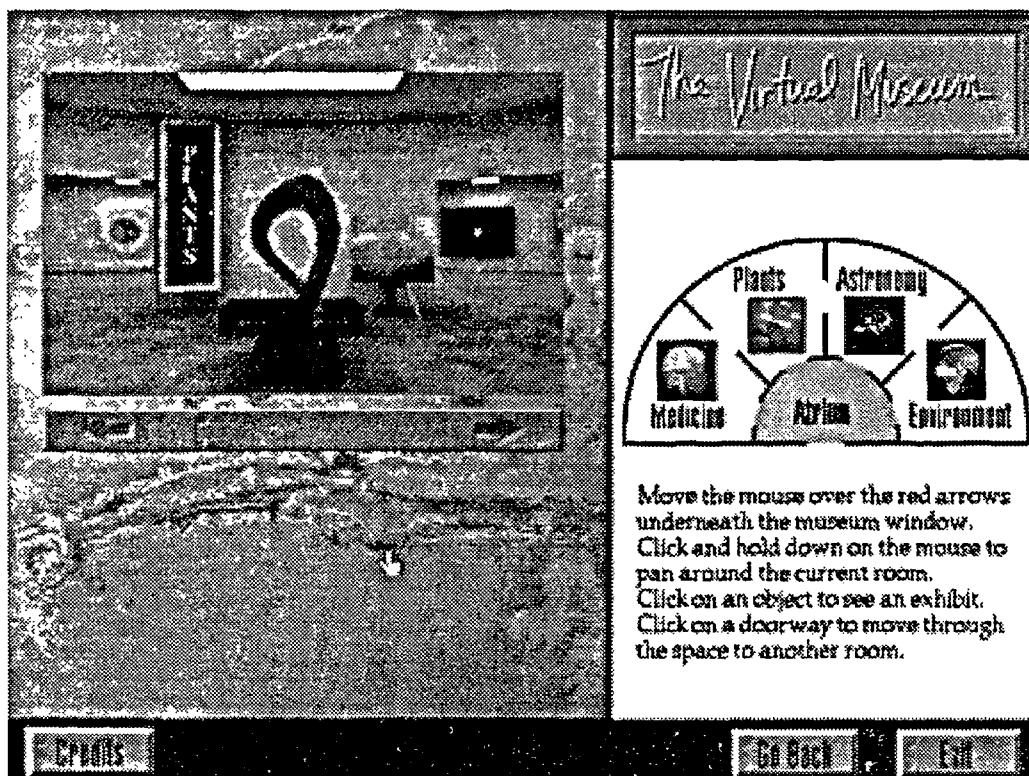 The Virtual Museum
PLANTS
Plants Astronomy
Medicine Atrium Environment
Move the mouse over the red arrows
underneath the museum window.
Click and hold down on the mouse to
pan around the current room.
Click on an object to see an exhibit.
Click on a doorway to move through
the space to another room.
Credits Go Back Exit